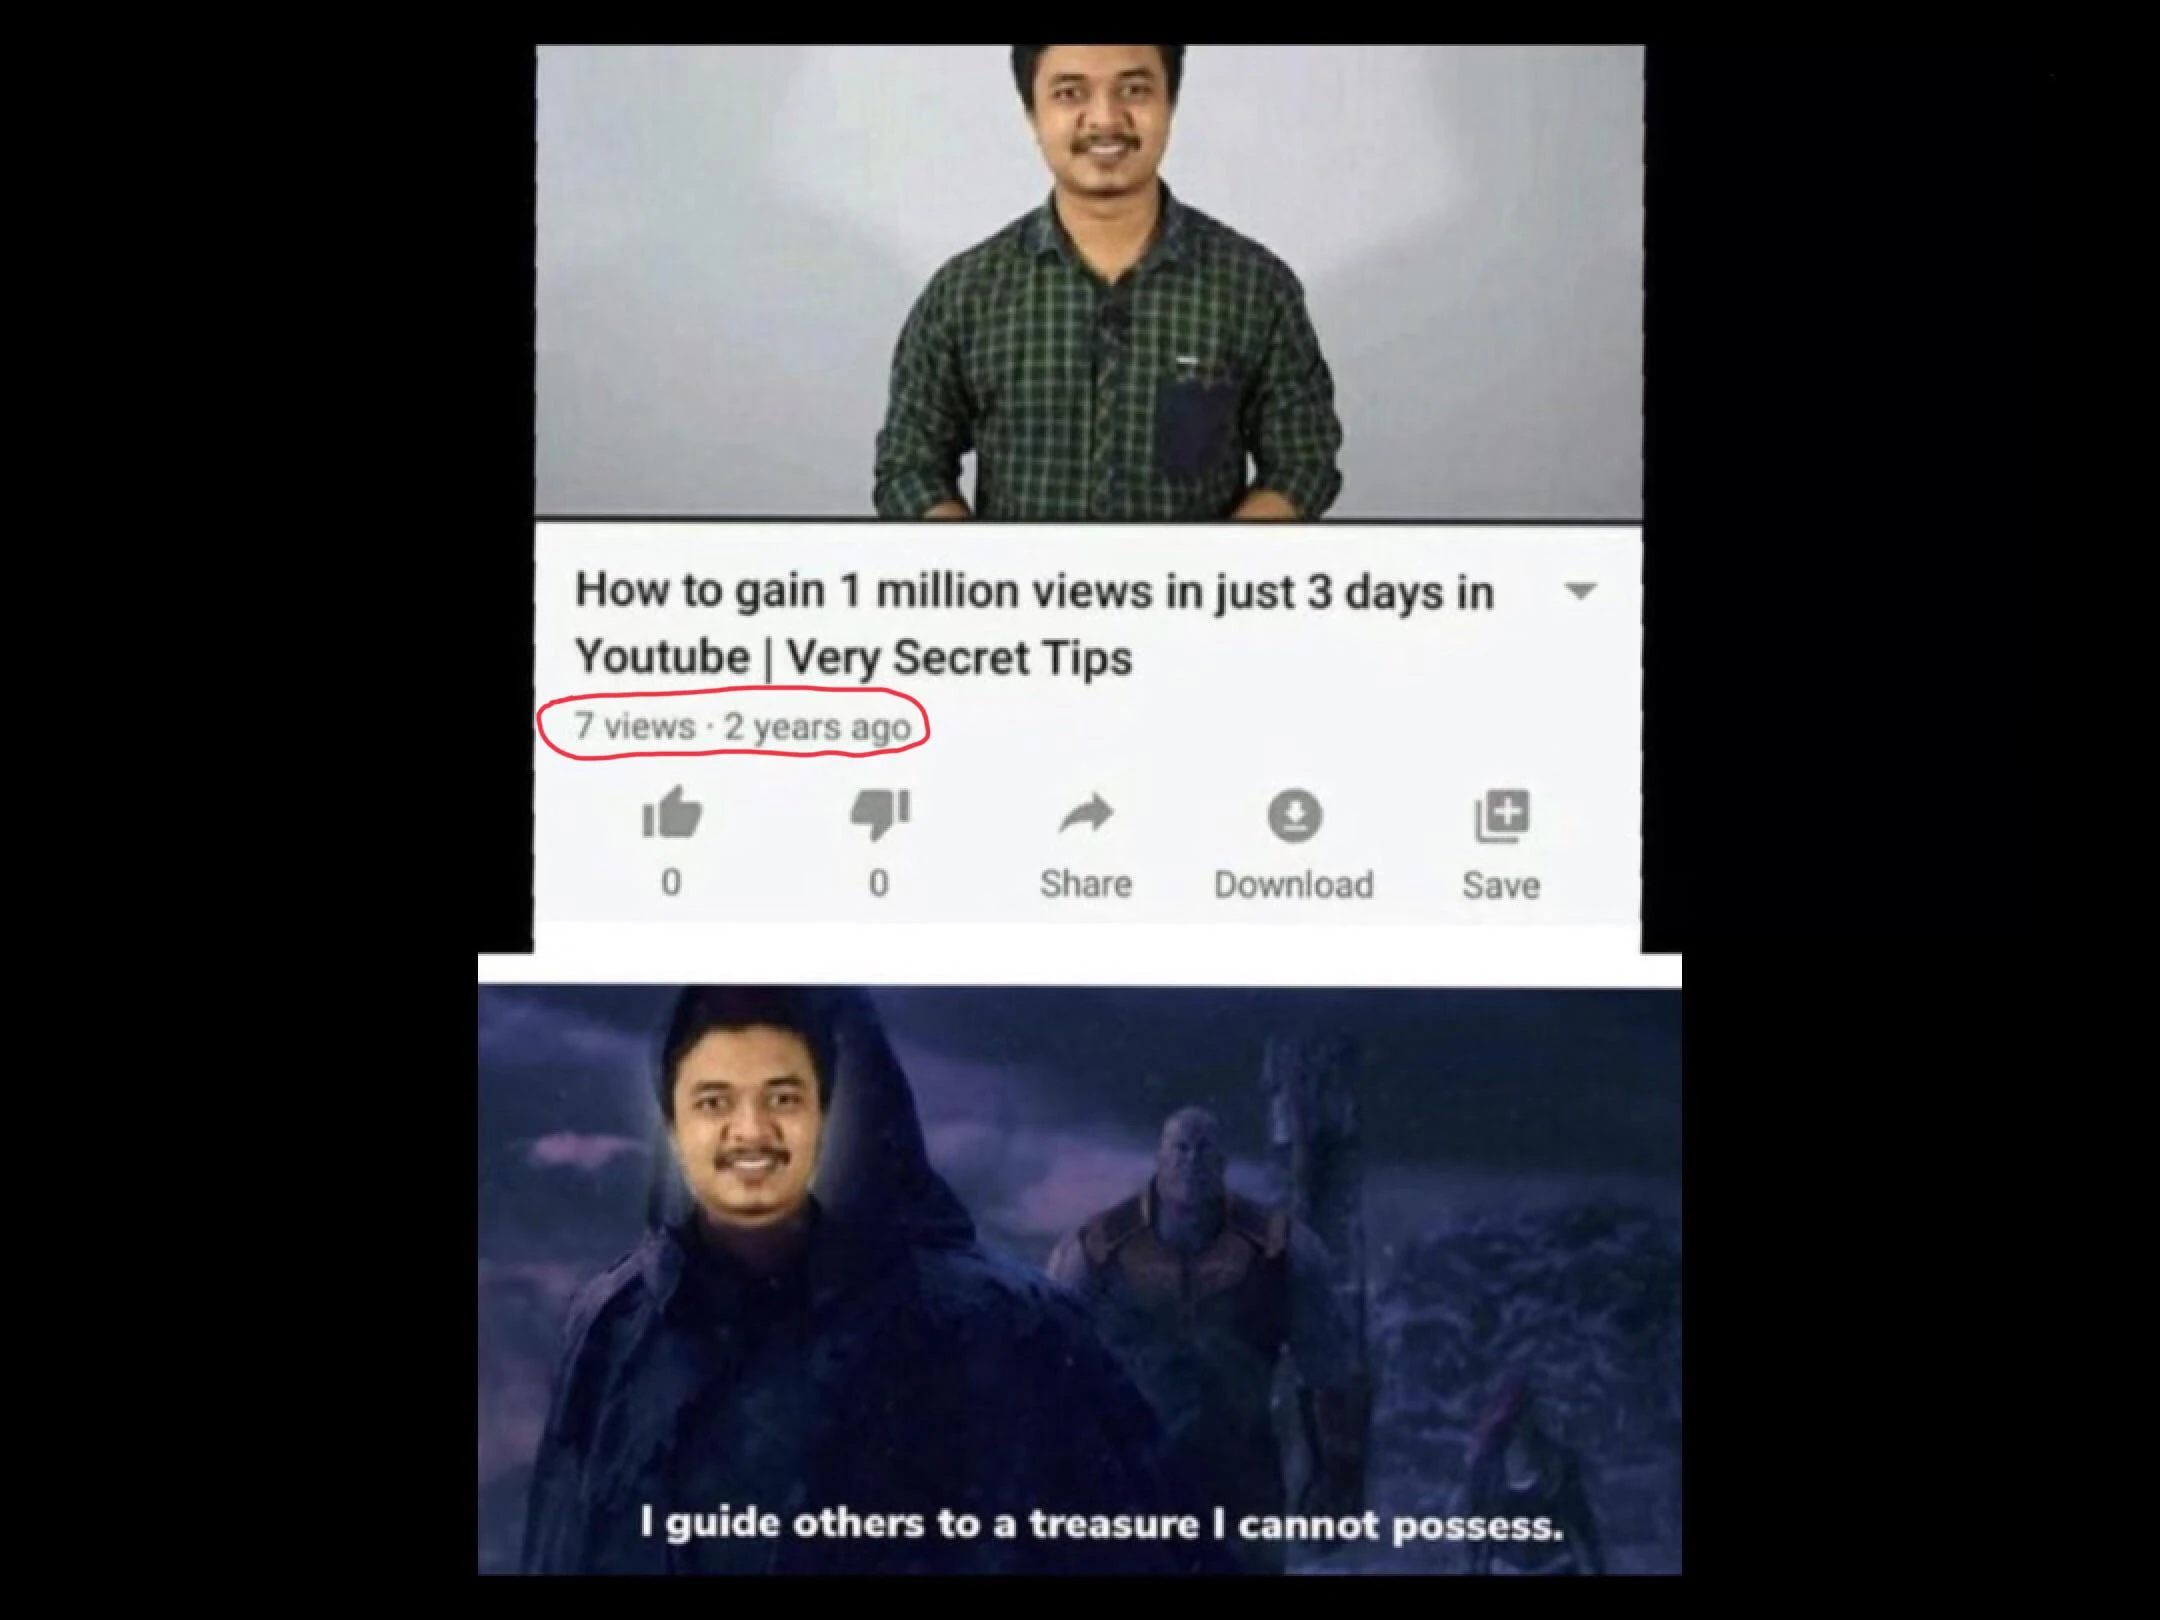 How to gain 1 million views in just 3 days in
Youtube | Very Secret Tips
7 views · 2 years ago
0
0
Share
Download
Save
I guide others to a treasure I cannot possess.